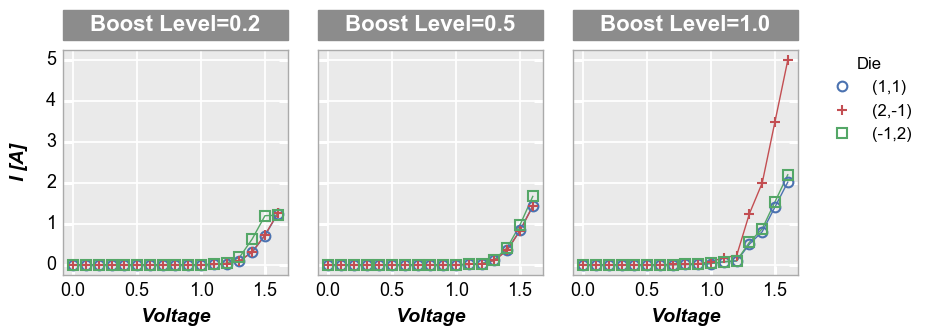 Boost Level=0.2
Boost Level=0.5
Boost Level=1.0
Die
(1,1)
(2,-1)
(-1,2)
I [A]
5
4
3
2
1
0
0.0 0.5 1.0 1.5
0.0 0.5 1.0 1.5
0.0 0.5 1.0 1.5
Voltage
Voltage
Voltage